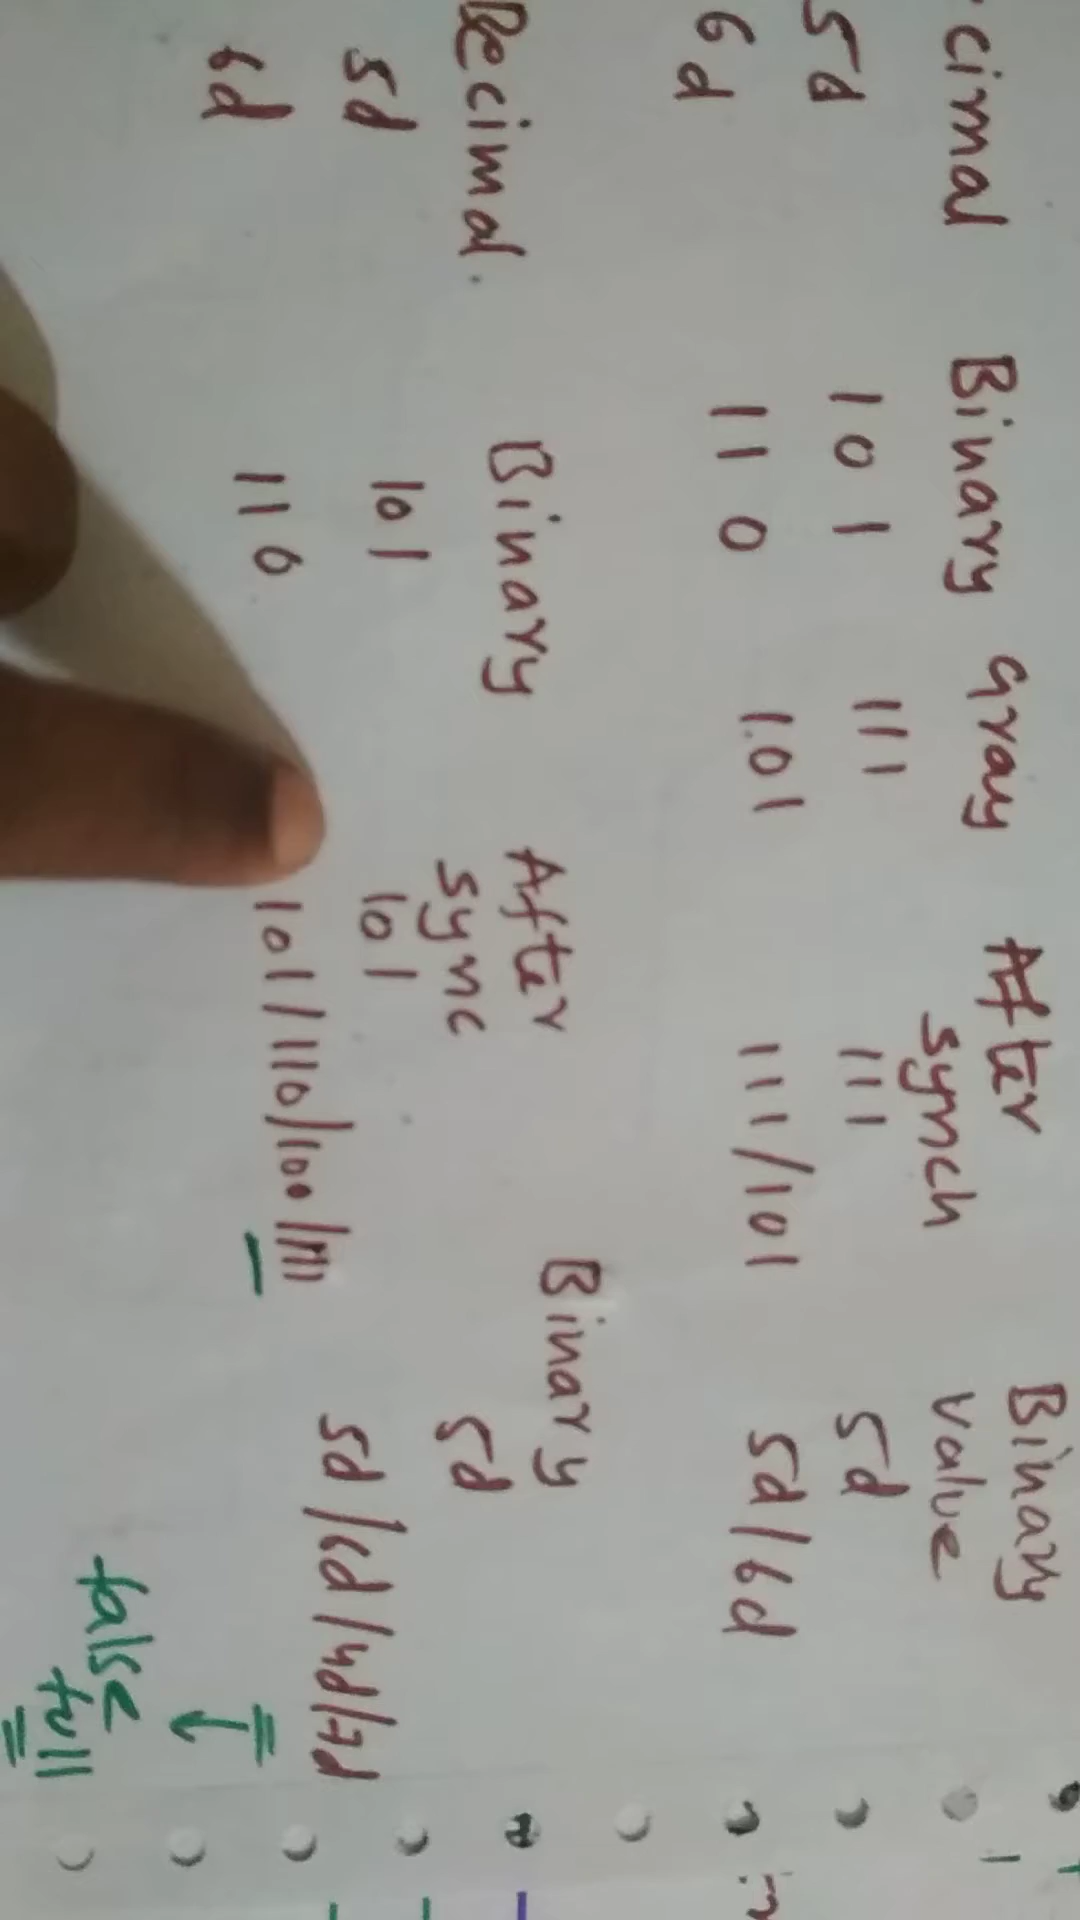 cimal Binary Gray After synch Binary value
5d 101 111 111 5d
6d 110 101 111/101 5d/6d
Decimal. Binary After sync Binary
5d 101 101 5d
6d 110 101/110/100/111 5d/6d/4d/7d
false full